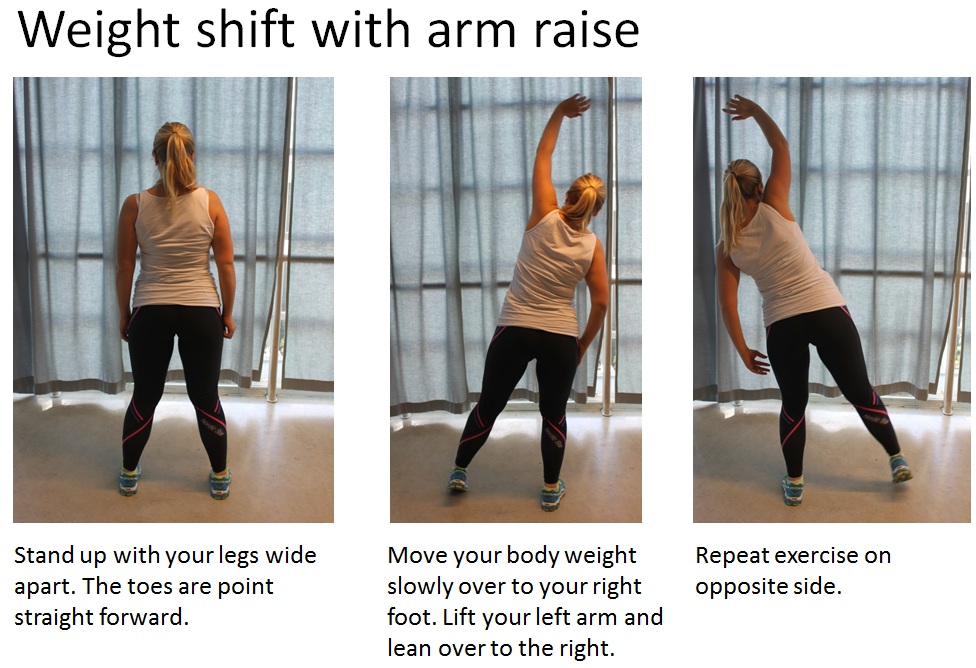 Weight shift with arm raise
Stand up with your legs wide
apart. The toes are point
straight forward.
Move your body weight
slowly over to your right
foot. Lift your left arm and
lean over to the right.
Repeat exercise on
opposite side.